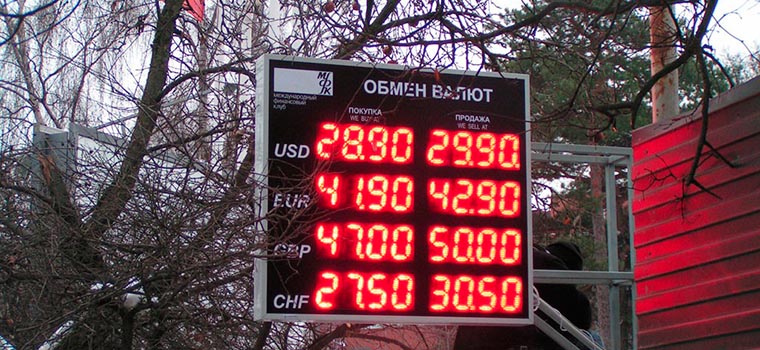 ОБМЕН ВАЛЮТ
международный
финансовый
клуб
ПОКУПКА ПРОДАЖА
WE BUY AT WE SELL AT
USD 28.90 29.90
EUR 41.90 42.90
GBP 47.00 50.00
CHF 27.50 30.50